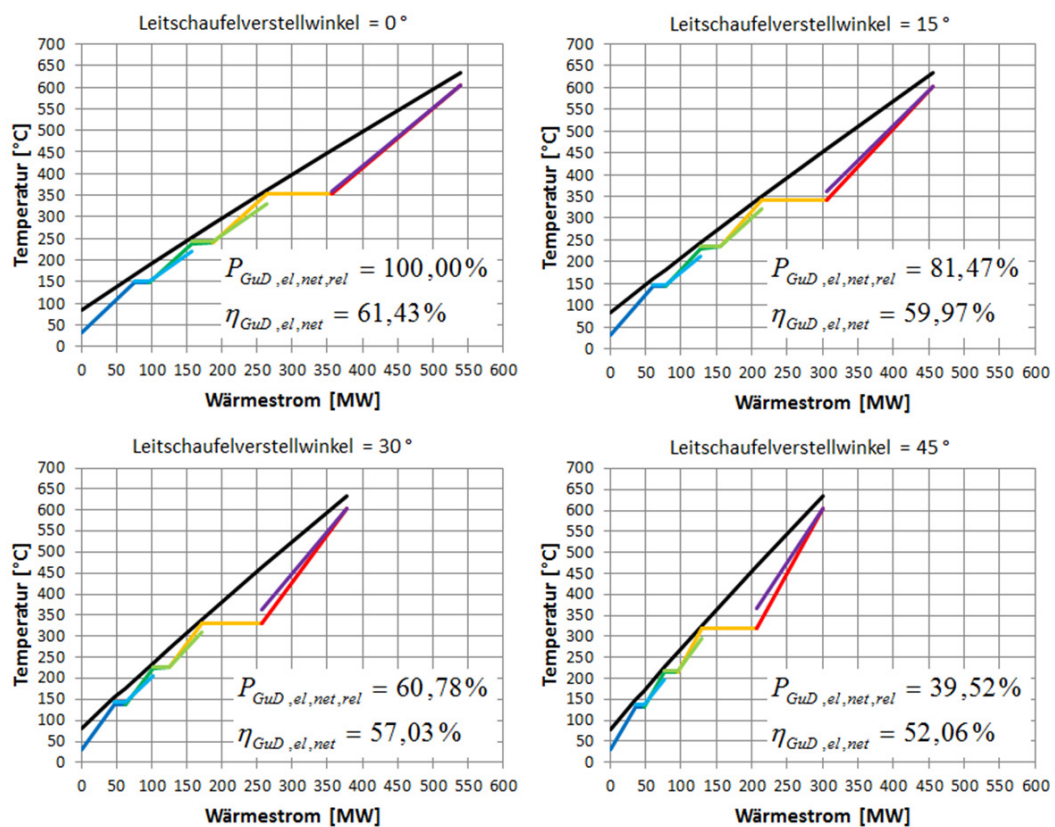 Leitschaufelverstellwinkel = 0°
Temperatur [°C]
700
650
600
550
500
450
400
350
300
250
200
150
100
50
0
P_GuD,el,net,rel = 100,00%
η_GuD,el,net = 61,43%
0 50 100 150 200 250 300 350 400 450 500 550 600
Wärmestrom [MW]
Leitschaufelverstellwinkel = 15°
Temperatur [°C]
700
650
600
550
500
450
400
350
300
250
200
150
100
50
0
P_GuD,el,net,rel = 81,47%
η_GuD,el,net = 59,97%
0 50 100 150 200 250 300 350 400 450 500 550 600
Wärmestrom [MW]
Leitschaufelverstellwinkel = 30°
Temperatur [°C]
700
650
600
550
500
450
400
350
300
250
200
150
100
50
0
P_GuD,el,net,rel = 60,78%
η_GuD,el,net = 57,03%
0 50 100 150 200 250 300 350 400 450 500 550 600
Wärmestrom [MW]
Leitschaufelverstellwinkel = 45°
Temperatur [°C]
700
650
600
550
500
450
400
350
300
250
200
150
100
50
0
P_GuD,el,net,rel = 39,52%
η_GuD,el,net = 52,06%
0 50 100 150 200 250 300 350 400 450 500 550 600
Wärmestrom [MW]